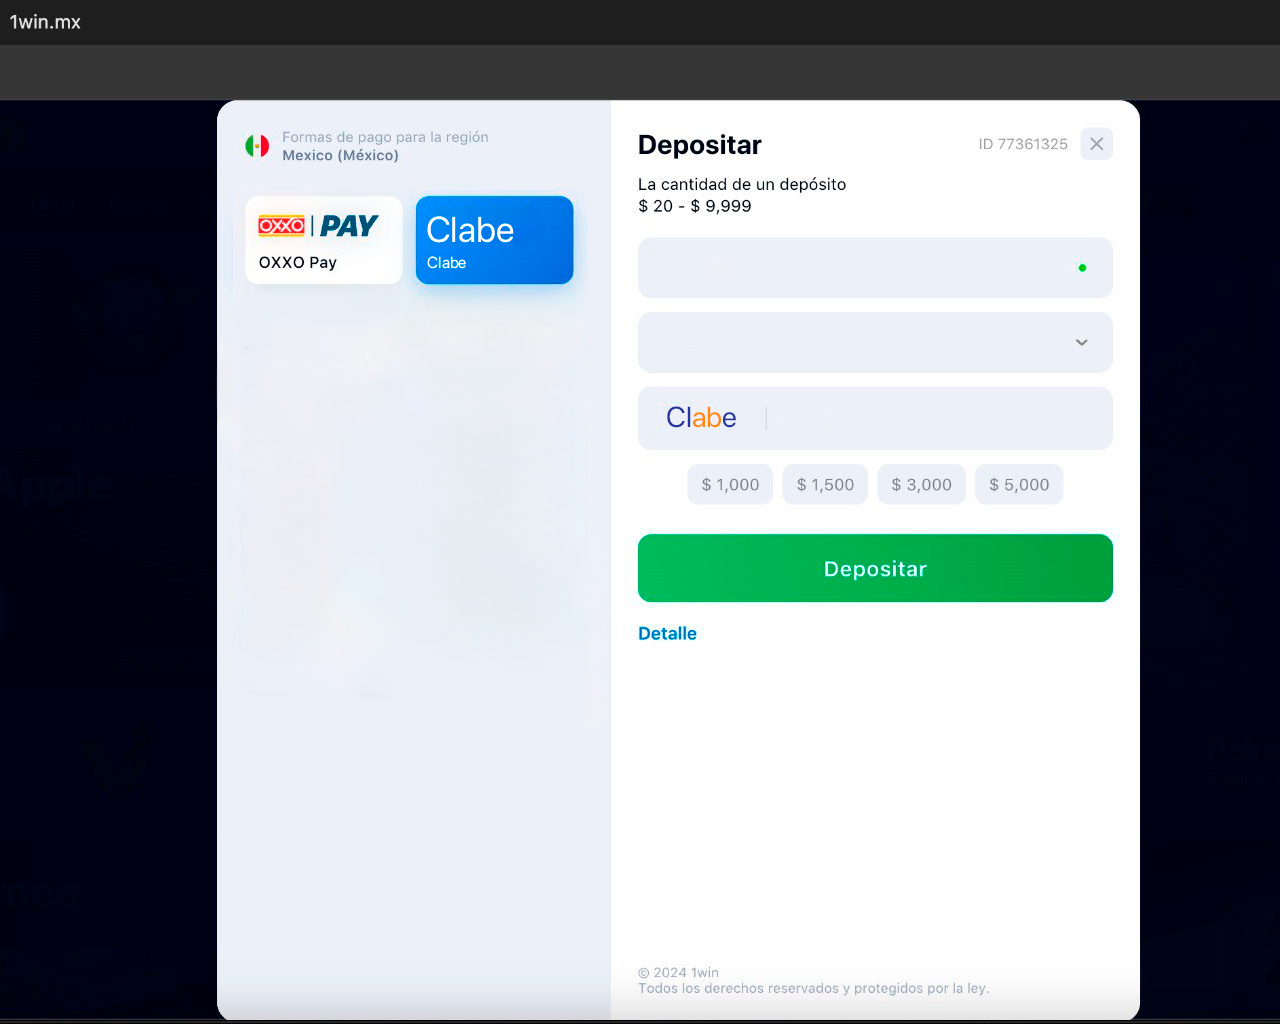 1win.mx
Formas de pago para la región
Mexico (México)
OXXO PAY
OXXO Pay
Clabe
Clabe
Depositar
ID 77361325
La cantidad de un depósito
$ 20 - $ 9,999
Clabe
$ 1,000
$ 1,500
$ 3,000
$ 5,000
Depositar
Detalle
© 2024 1win
Todos los derechos reservados y protegidos por la ley.